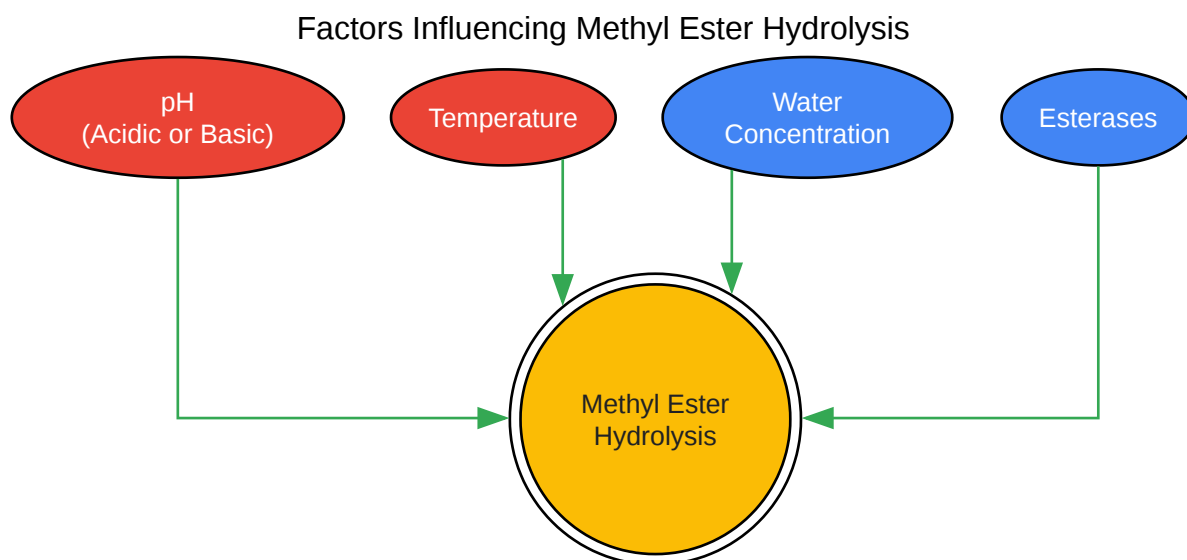 Factors Influencing Methyl Ester Hydrolysis
pH
(Acidic or Basic)
Temperature
Water
Concentration
Esterases
Methyl Ester
Hydrolysis